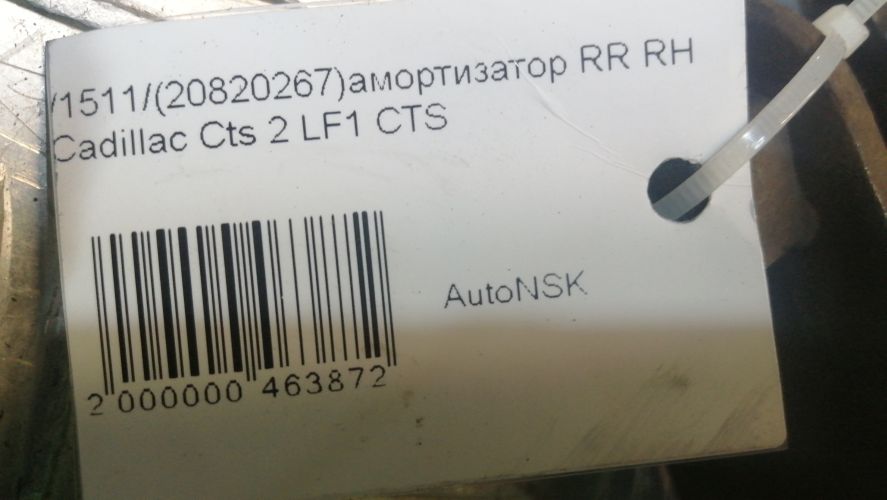 /1511/(20820267)амортизатор RR RH
Cadillac Cts 2 LF1 CTS
AutoNSK
2 000000 463872